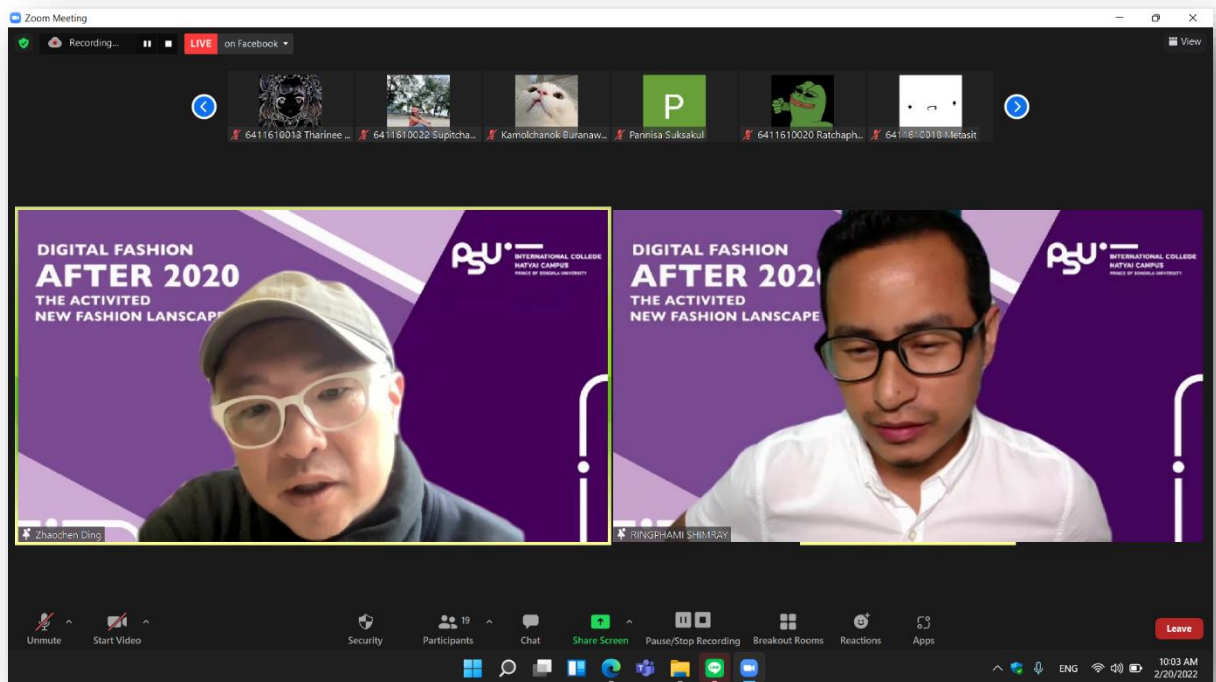 Zoom Meeting
Recording...
LIVE on Facebook
View
P
6411610013 Tharinee ...
6411610022 Supitcha...
Kamolchanok Buranaw...
Pannisa Suksakul
6411610020 Ratchaph...
6411610018 Metasit
DIGITAL FASHION
AFTER 2020
THE ACTIVITED
NEW FASHION LANSCAPE
PSU
INTERNATIONAL COLLEGE
HATYAI CAMPUS
PRINCE OF SONGKLA UNIVERSITY
Zhaochen Ding
DIGITAL FASHION
AFTER 202
THE ACTIVITED
NEW FASHION LANSCAPE
PSU
INTERNATIONAL COLLEGE
HATYAI CAMPUS
PRINCE OF SONGKLA UNIVERSITY
RINGPHAMI SHIMRAY
Unmute
Start Video
Security
19
Participants
Chat
Share Screen
Pause/Stop Recording
Breakout Rooms
Reactions
Apps
Leave
ENG
10:03 AM
2/20/2022